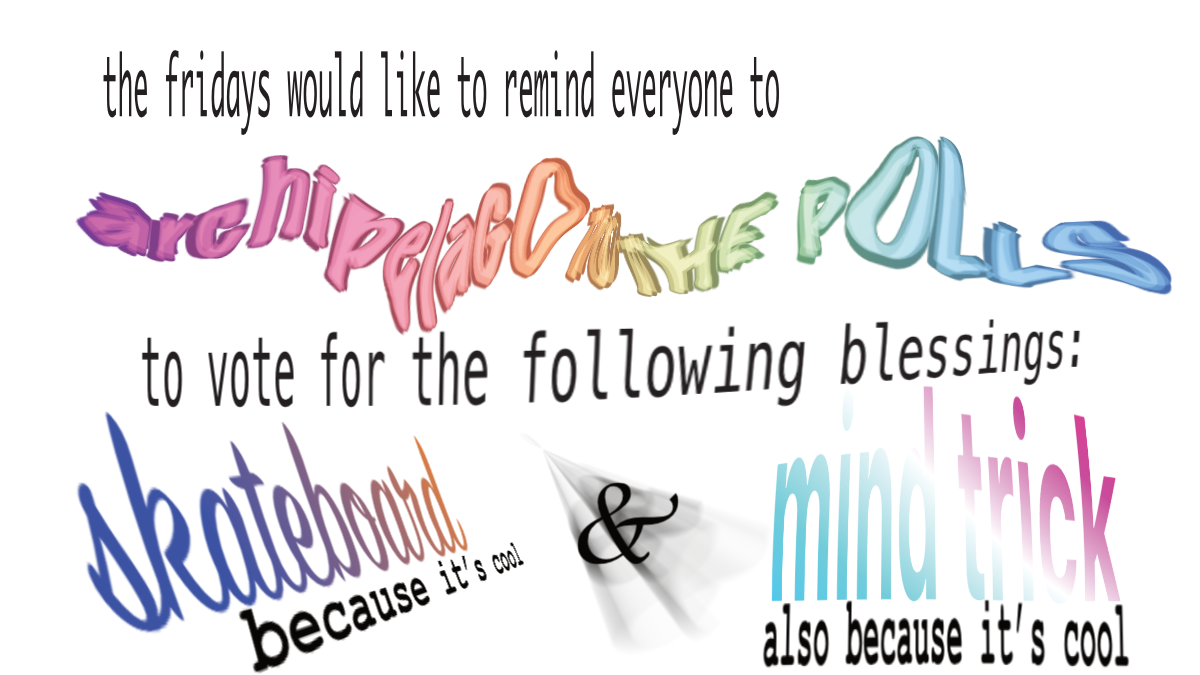 the fridays would like to remind everyone to
archipelago to THE POLLS
to vote for the following blessings:
skateboard
because it's cool
&
mind trick
also because it's cool